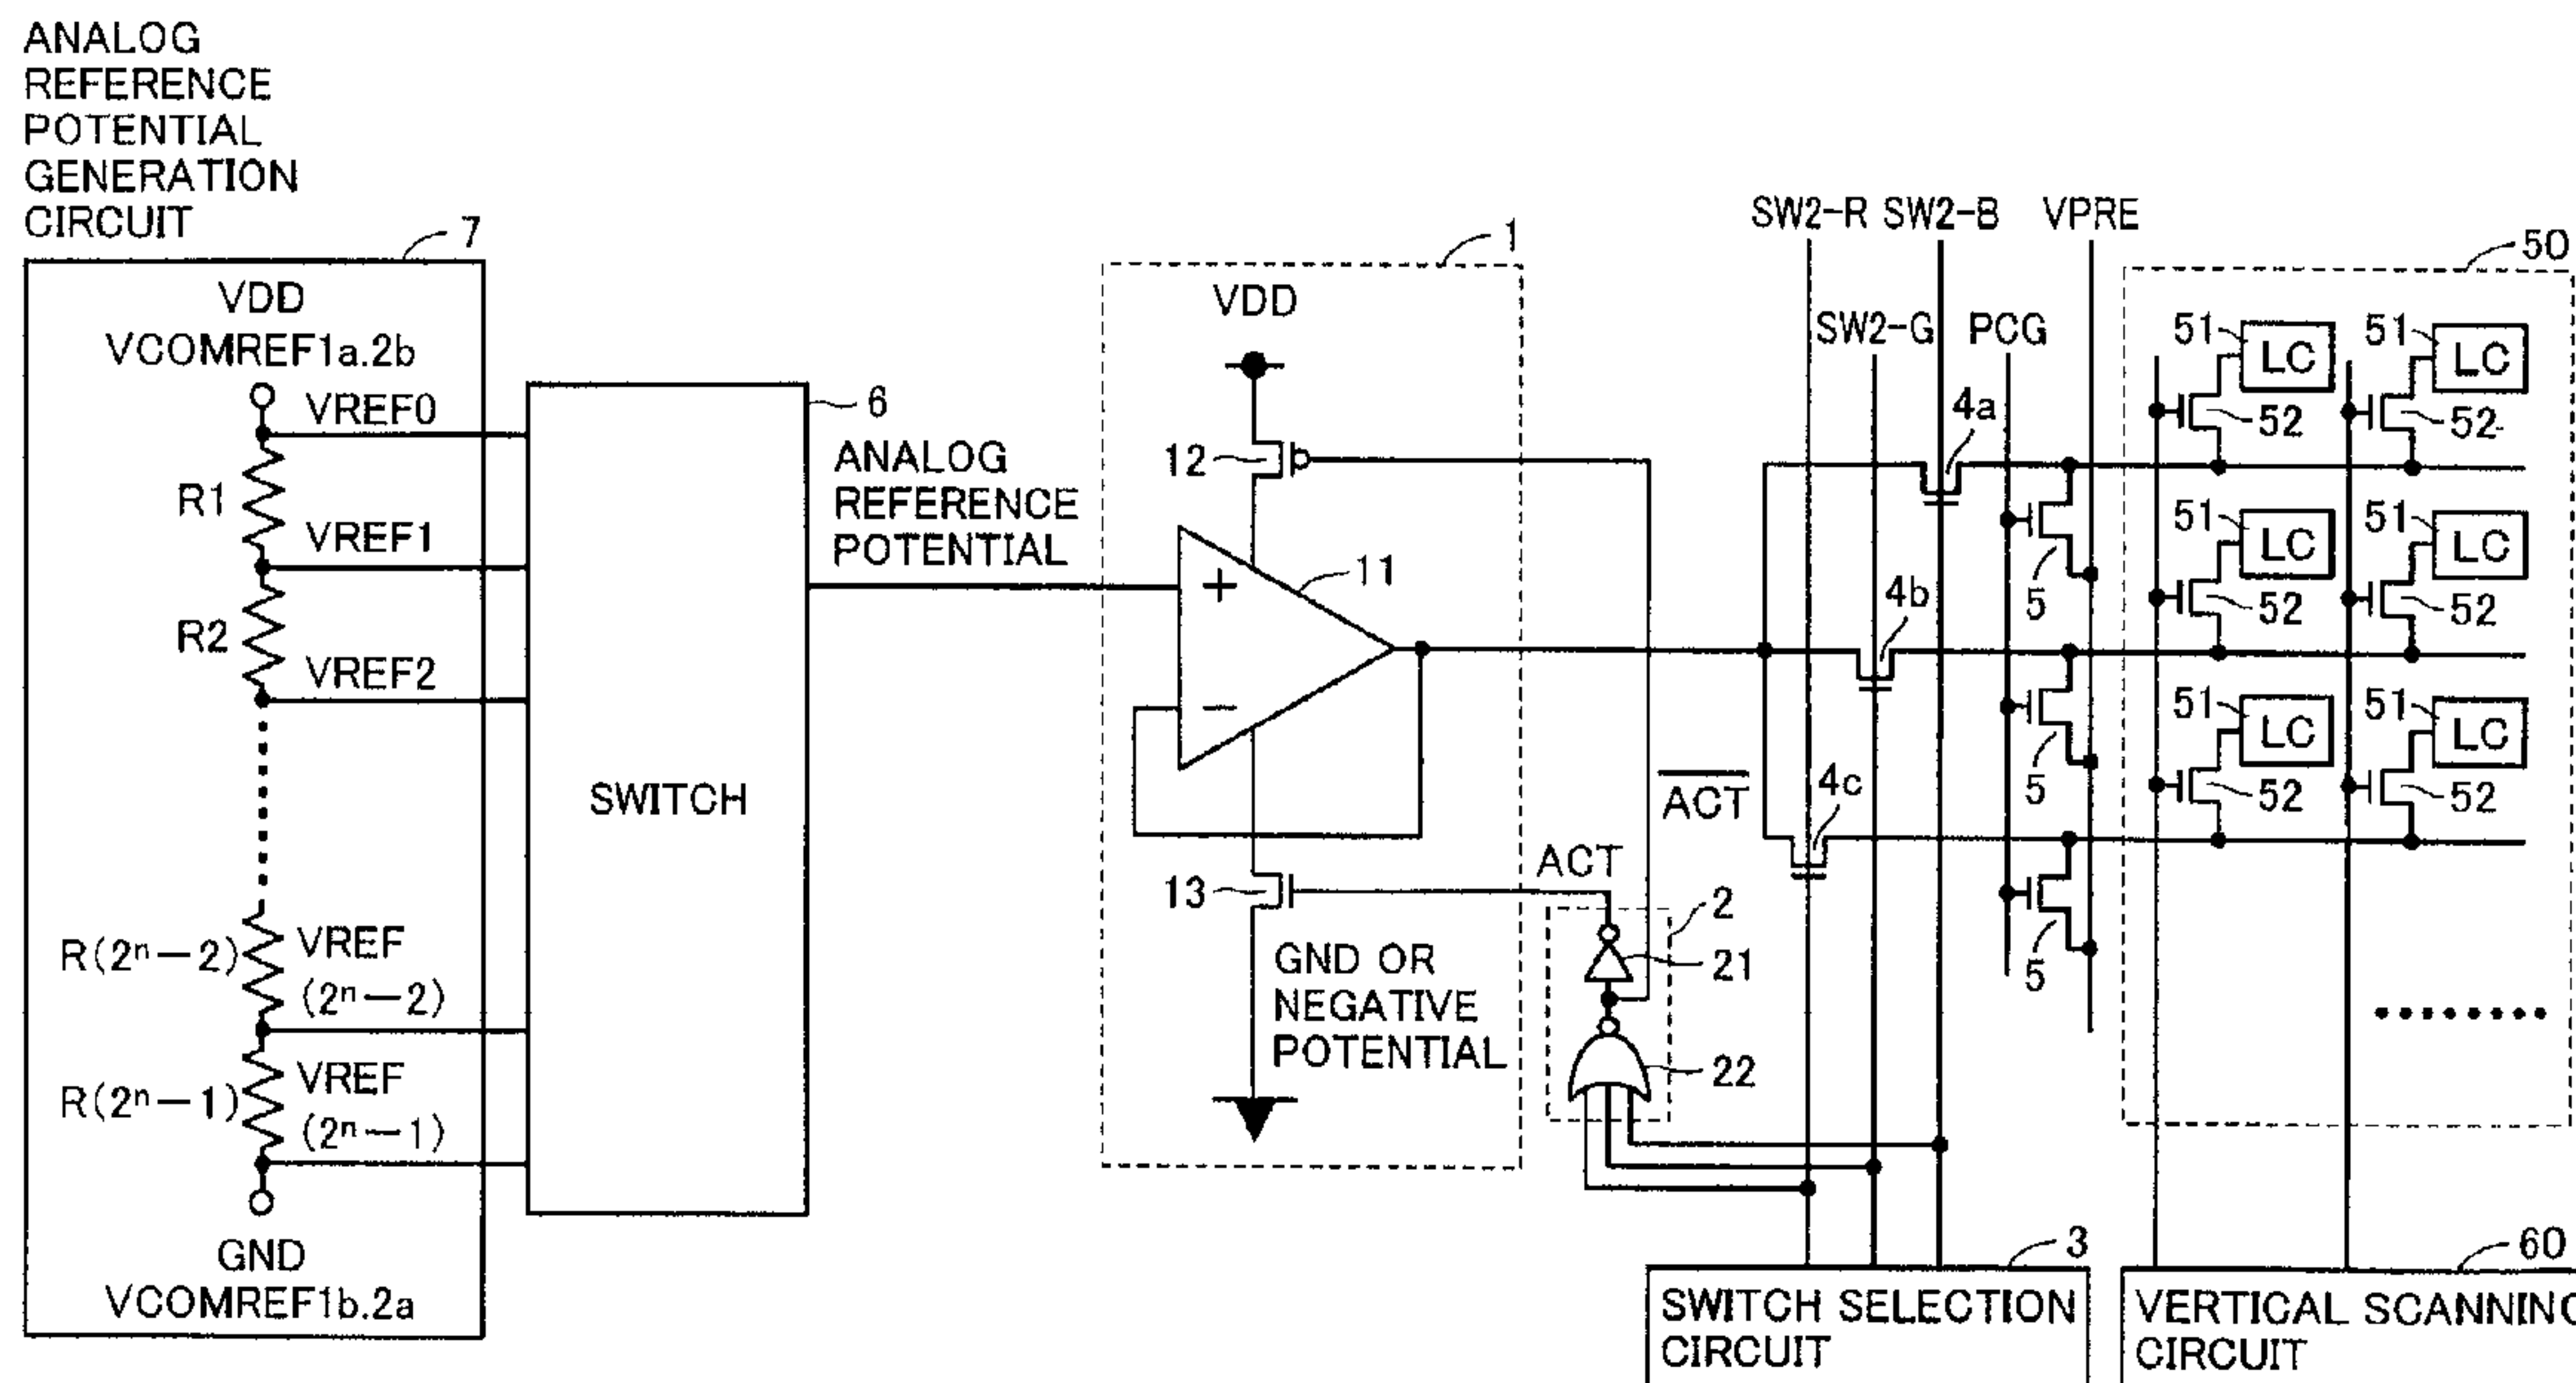 ANALOG
REFERENCE
POTENTIAL
GENERATION
CIRCUIT
7
VDD
VCOMREF1a.2b
VREF0
R1
VREF1
R2
VREF2
R(2ⁿ−2)
VREF
(2ⁿ−2)
R(2ⁿ−1)
VREF
(2ⁿ−1)
GND
VCOMREF1b.2a
6
SWITCH
ANALOG
REFERENCE
POTENTIAL
1
VDD
12
+
11
−
13
GND OR
NEGATIVE
POTENTIAL
ACT
ACT
2
21
22
SW2-R
SW2-B
VPRE
SW2-G
PCG
4a
4b
4c
5
5
5
50
51
LC
51
LC
52
52
51
LC
51
LC
52
52
51
LC
51
LC
52
52
3
SWITCH SELECTION
CIRCUIT
60
VERTICAL SCANNING
CIRCUIT